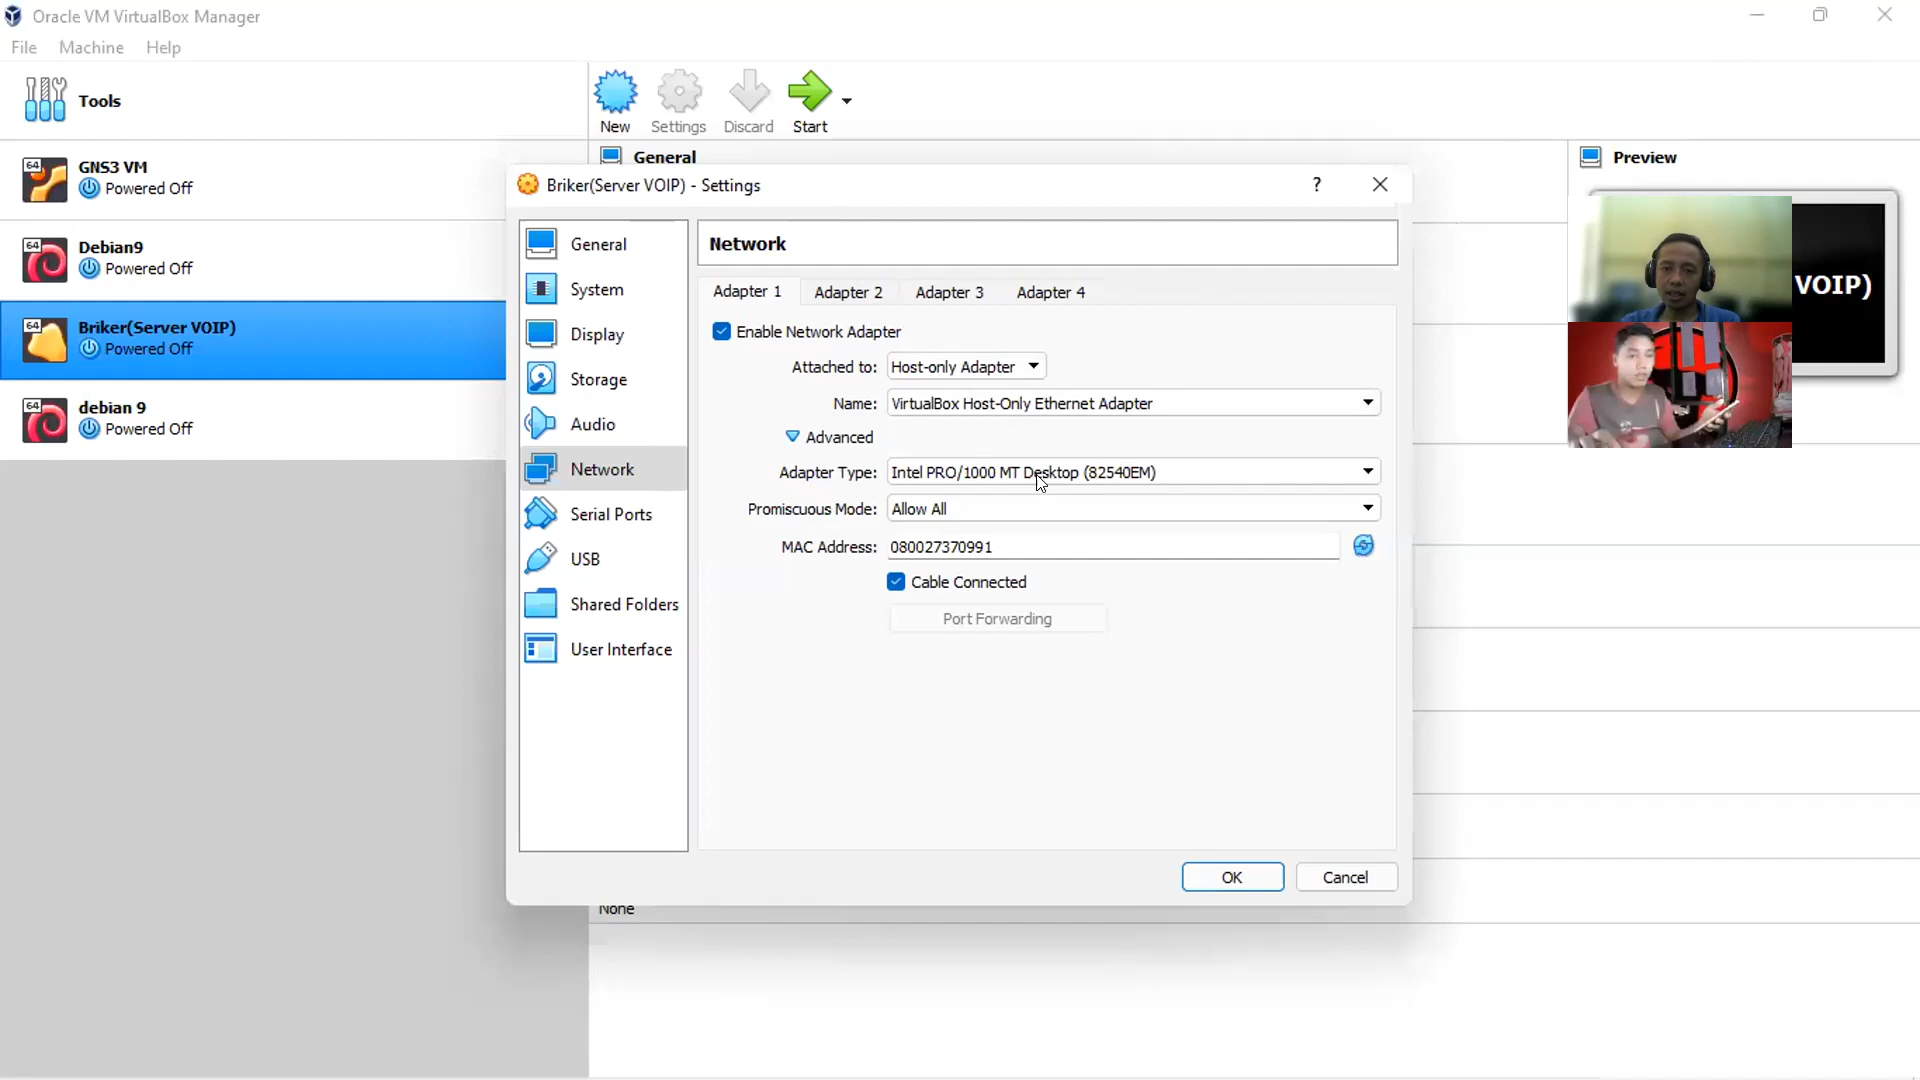 Oracle VM VirtualBox Manager
File Machine Help
Tools
New
Settings
Discard
Start
64
GNS3 VM
Powered Off
64
Debian9
Powered Off
64
Briker(Server VOIP)
Powered Off
64
debian 9
Powered Off
General
Preview
VOIP)
Briker(Server VOIP) - Settings
?
General
System
Display
Storage
Audio
Network
Serial Ports
USB
Shared Folders
User Interface
Network
Adapter 1 Adapter 2 Adapter 3 Adapter 4
Enable Network Adapter
Attached to: Host-only Adapter
Name: VirtualBox Host-Only Ethernet Adapter
Advanced
Adapter Type: Intel PRO/1000 MT Desktop (82540EM)
Promiscuous Mode: Allow All
MAC Address: 080027370991
Cable Connected
Port Forwarding
OK Cancel
None